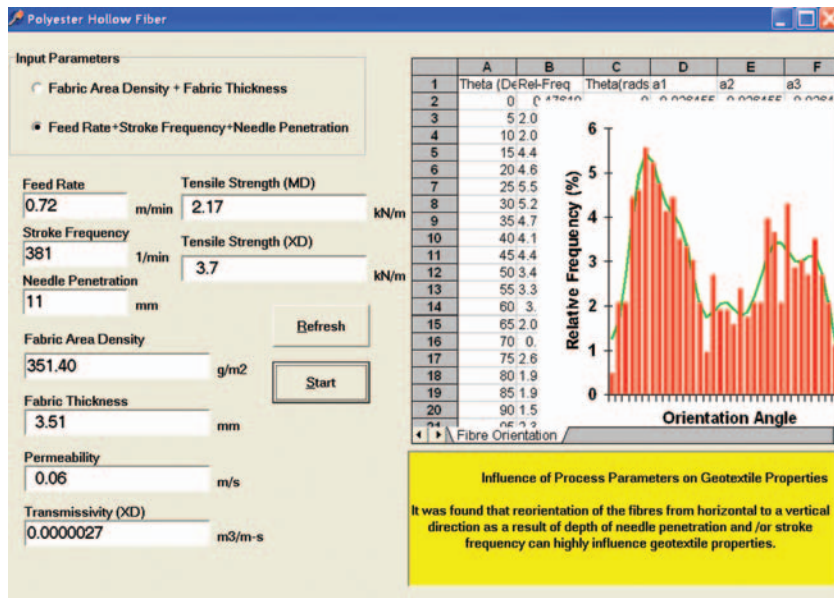 Polyester Hollow Fiber
Input Parameters
Fabric Area Density + Fabric Thickness
Feed Rate+Stroke Frequency+Needle Penetration
Feed Rate
0.72 m/min
Stroke Frequency
381 1/min
Needle Penetration
11 mm
Tensile Strength (MD)
2.17 kN/m
Tensile Strength (XD)
3.7 kN/m
Refresh
Start
Fabric Area Density
351.40 g/m2
Fabric Thickness
3.51 mm
Permeability
0.06 m/s
Transmissivity (XD)
0.0000027 m3/m-s
A B C D E F
1 Theta (De Rel-Freq Theta(rads a1 a2 a3
2 0
3 5 2.0
4 10 2.0
5 15 4.4
6 20 4.6
7 25 5.5
8 30 5.2
9 35 4.7
10 40 4.1
11 45 4.4
12 50 3.4
13 55 3.3
14 60 3.
15 65 2.0
16 70 0.
17 75 2.6
18 80 1.9
19 85 1.9
20 90 1.5
Fibre Orientation
Relative Frequency (%)
6
5
4
3
2
1
0
Orientation Angle
Influence of Process Parameters on Geotextile Properties
It was found that reorientation of the fibres from horizontal to a vertical
direction as a result of depth of needle penetration and /or stroke
frequency can highly influence geotextile properties.